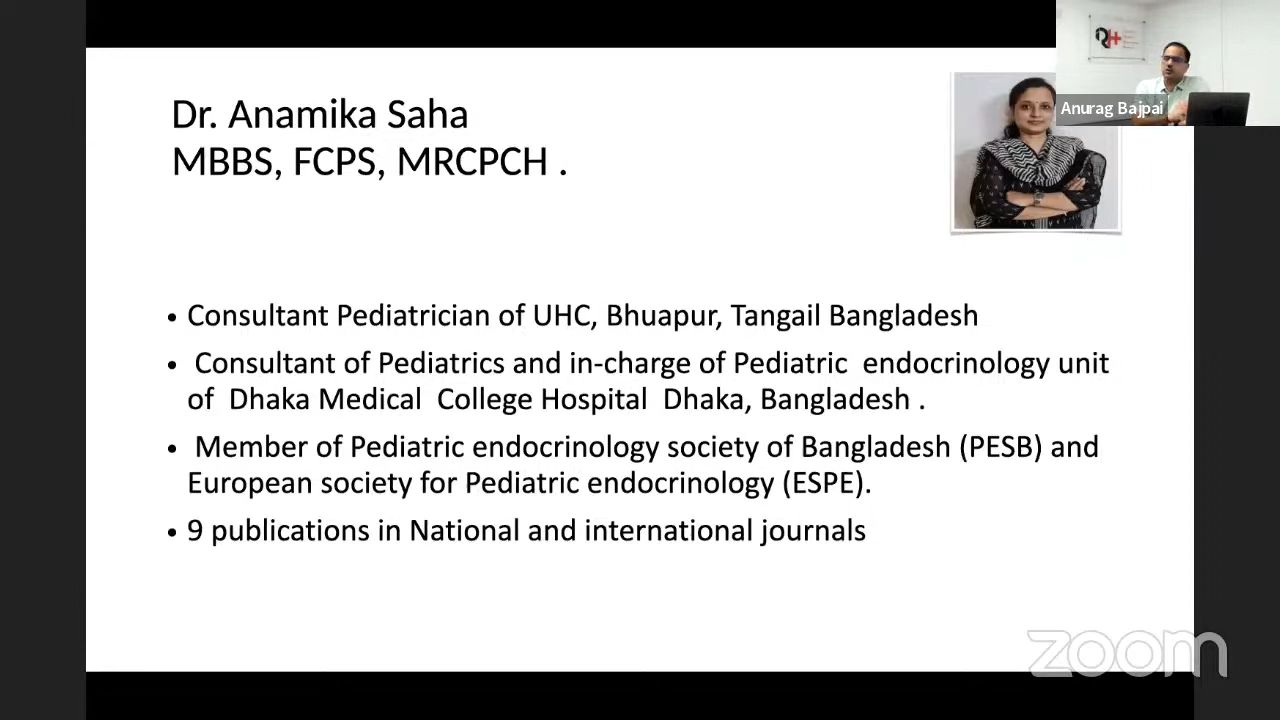 Dr. Anamika Saha
MBBS, FCPS, MRCPCH .
Anurag Bajpai
• Consultant Pediatrician of UHC, Bhuapur, Tangail Bangladesh
• Consultant of Pediatrics and in-charge of Pediatric endocrinology unit
of Dhaka Medical College Hospital Dhaka, Bangladesh .
• Member of Pediatric endocrinology society of Bangladesh (PESB) and
European society for Pediatric endocrinology (ESPE).
• 9 publications in National and international journals
zoom